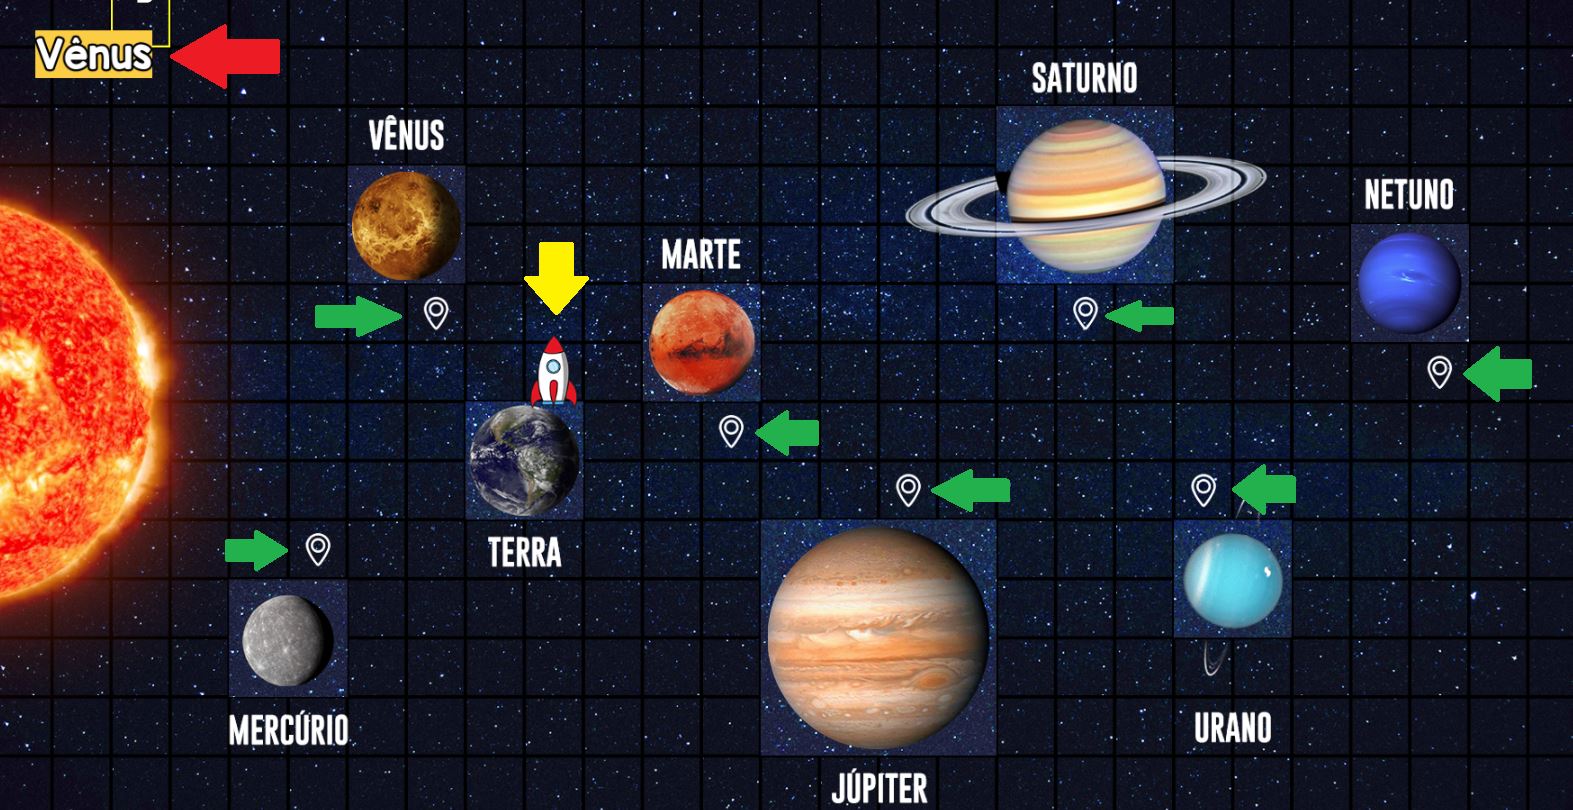 Vênus
SATURNO
VÊNUS
NETUNO
MARTE
TERRA
MERCÚRIO
URANO
JÚPITER